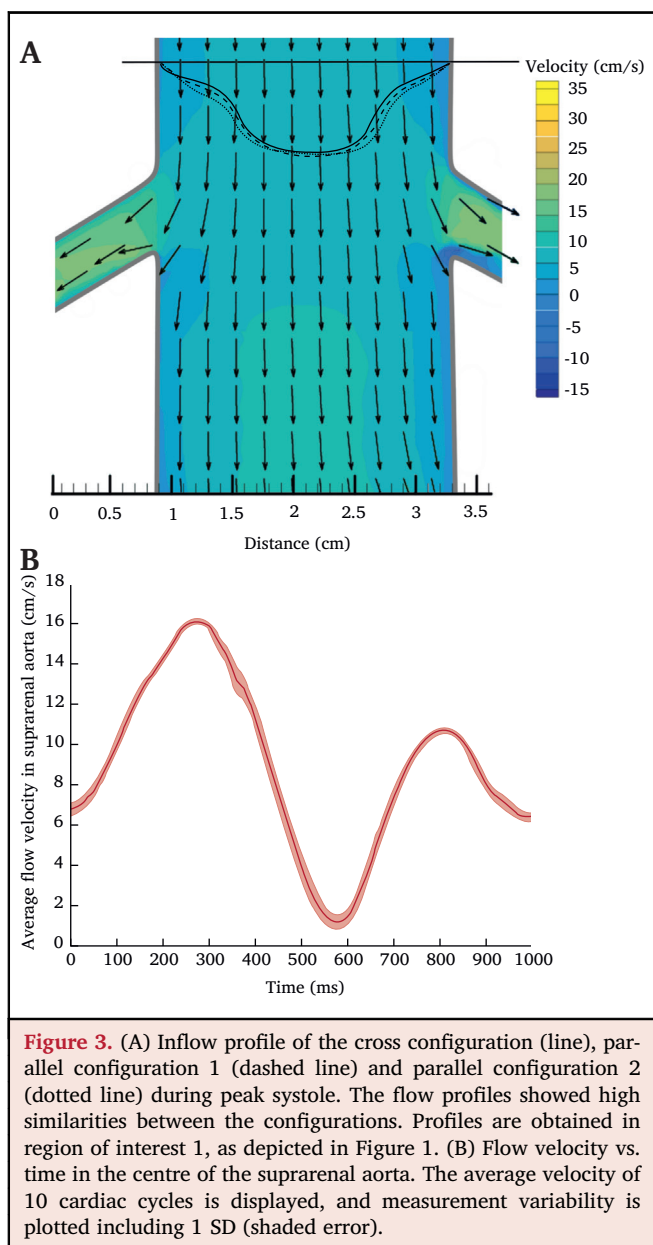 A
Velocity (cm/s)
35
30
25
20
15
10
5
0
-5
-10
-15
0 0.5 1 1.5 2 2.5 3 3.5
Distance (cm)
B
Average flow velocity in suprarenal aorta (cm/s)
18
16
14
12
10
8
6
4
2
0
0 100 200 300 400 500 600 700 800 900 1000
Time (ms)
Figure 3. (A) Inflow profile of the cross configuration (line), par-
allel configuration 1 (dashed line) and parallel configuration 2
(dotted line) during peak systole. The flow profiles showed high
similarities between the configurations. Profiles are obtained in
region of interest 1, as depicted in Figure 1. (B) Flow velocity vs.
time in the centre of the suprarenal aorta. The average velocity of
10 cardiac cycles is displayed, and measurement variability is
plotted including 1 SD (shaded error).